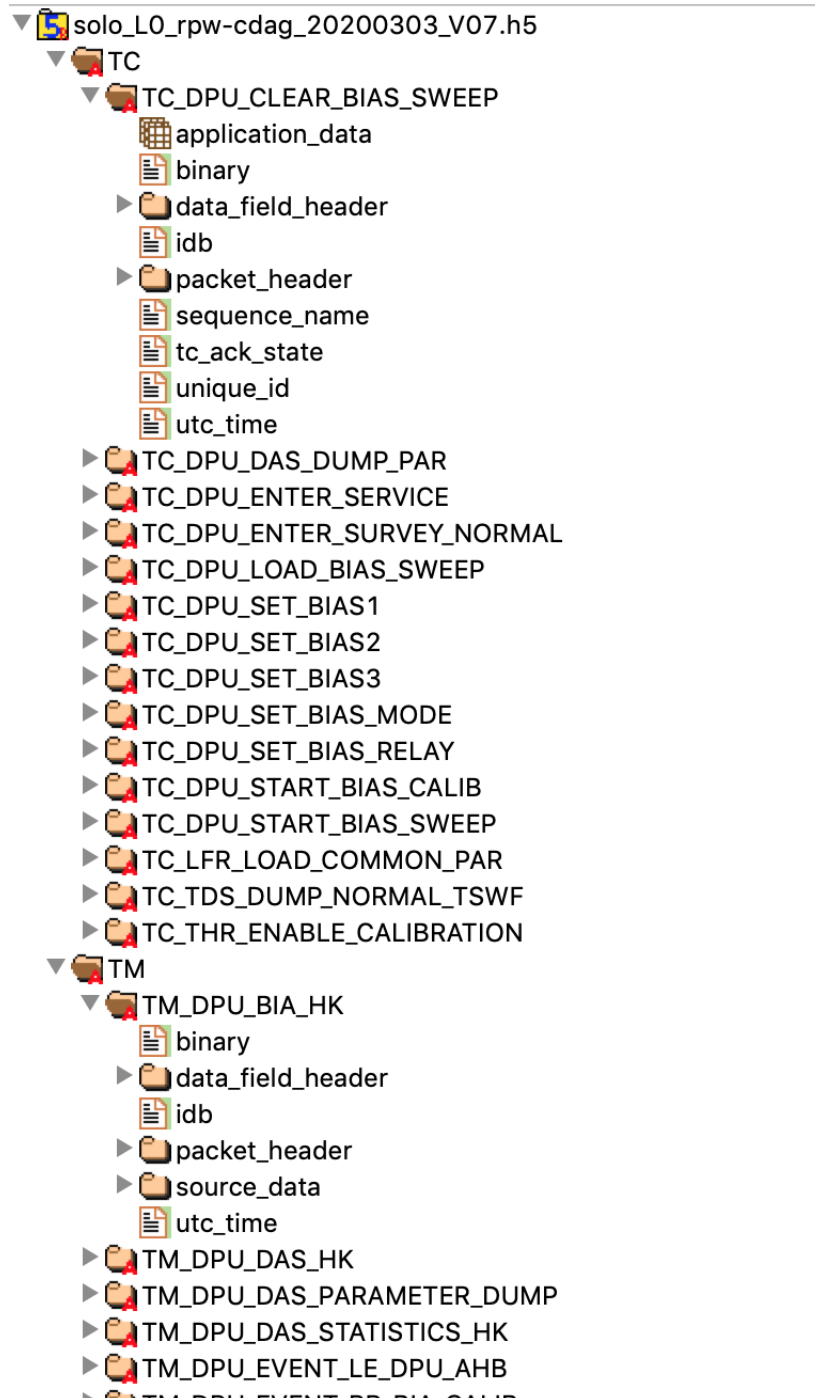 solo_L0_rpw-cdag_20200303_V07.h5
TC
TC_DPU_CLEAR_BIAS_SWEEP
application_data
binary
data_field_header
idb
packet_header
sequence_name
tc_ack_state
unique_id
utc_time
TC_DPU_DAS_DUMP_PAR
TC_DPU_ENTER_SERVICE
TC_DPU_ENTER_SURVEY_NORMAL
TC_DPU_LOAD_BIAS_SWEEP
TC_DPU_SET_BIAS1
TC_DPU_SET_BIAS2
TC_DPU_SET_BIAS3
TC_DPU_SET_BIAS_MODE
TC_DPU_SET_BIAS_RELAY
TC_DPU_START_BIAS_CALIB
TC_DPU_START_BIAS_SWEEP
TC_LFR_LOAD_COMMON_PAR
TC_TDS_DUMP_NORMAL_TSWF
TC_THR_ENABLE_CALIBRATION
TM
TM_DPU_BIA_HK
binary
data_field_header
idb
packet_header
source_data
utc_time
TM_DPU_DAS_HK
TM_DPU_DAS_PARAMETER_DUMP
TM_DPU_DAS_STATISTICS_HK
TM_DPU_EVENT_LE_DPU_AHB